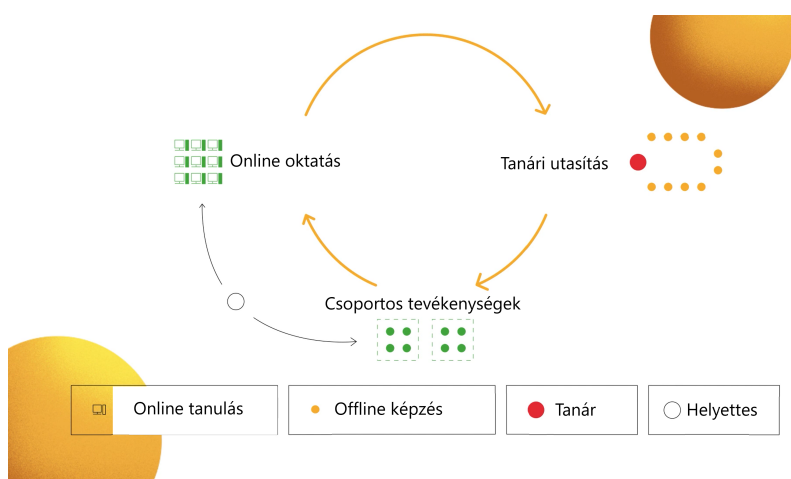 Online oktatás
Tanári utasítás
Csoportos tevékenységek
Online tanulás
Offline képzés
Tanár
Helyettes